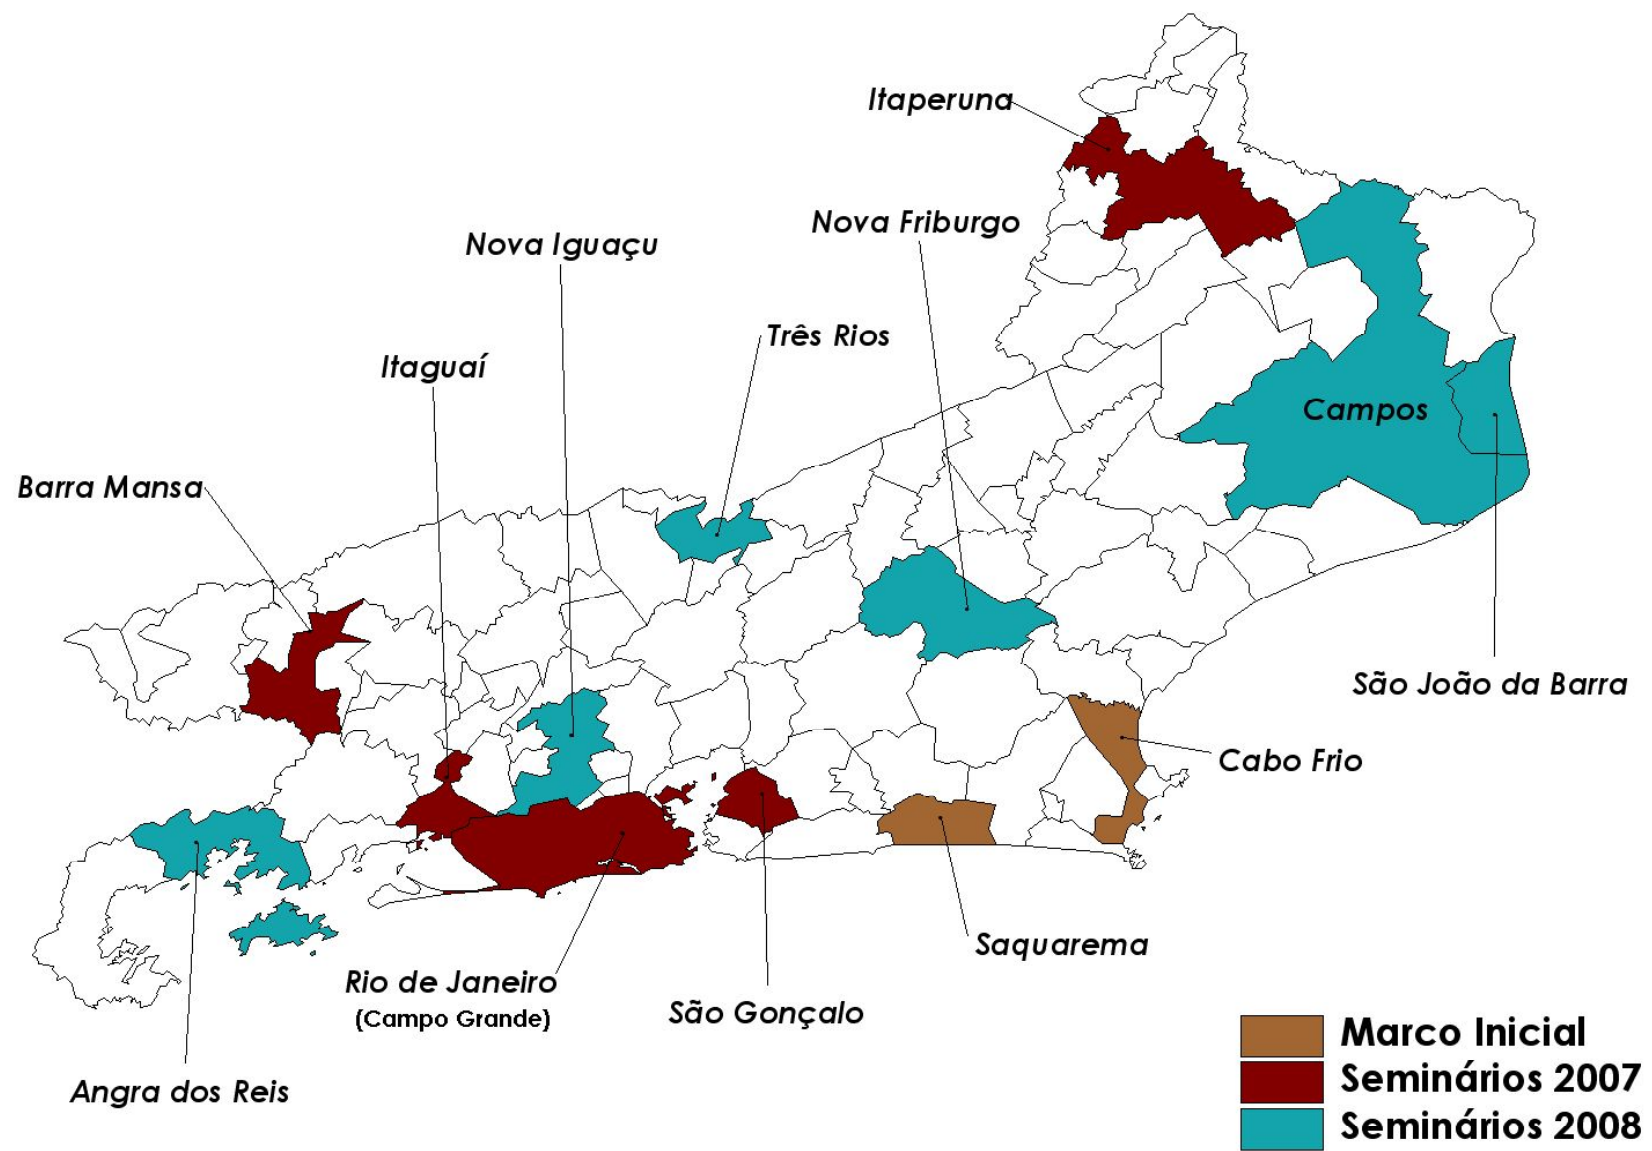 Itaperuna
Nova Friburgo
Nova Iguaçu
Três Rios
Itaguaí
Campos
Barra Mansa
São João da Barra
Cabo Frio
Saquarema
Rio de Janeiro
(Campo Grande)
São Gonçalo
Angra dos Reis
Marco Inicial
Seminários 2007
Seminários 2008